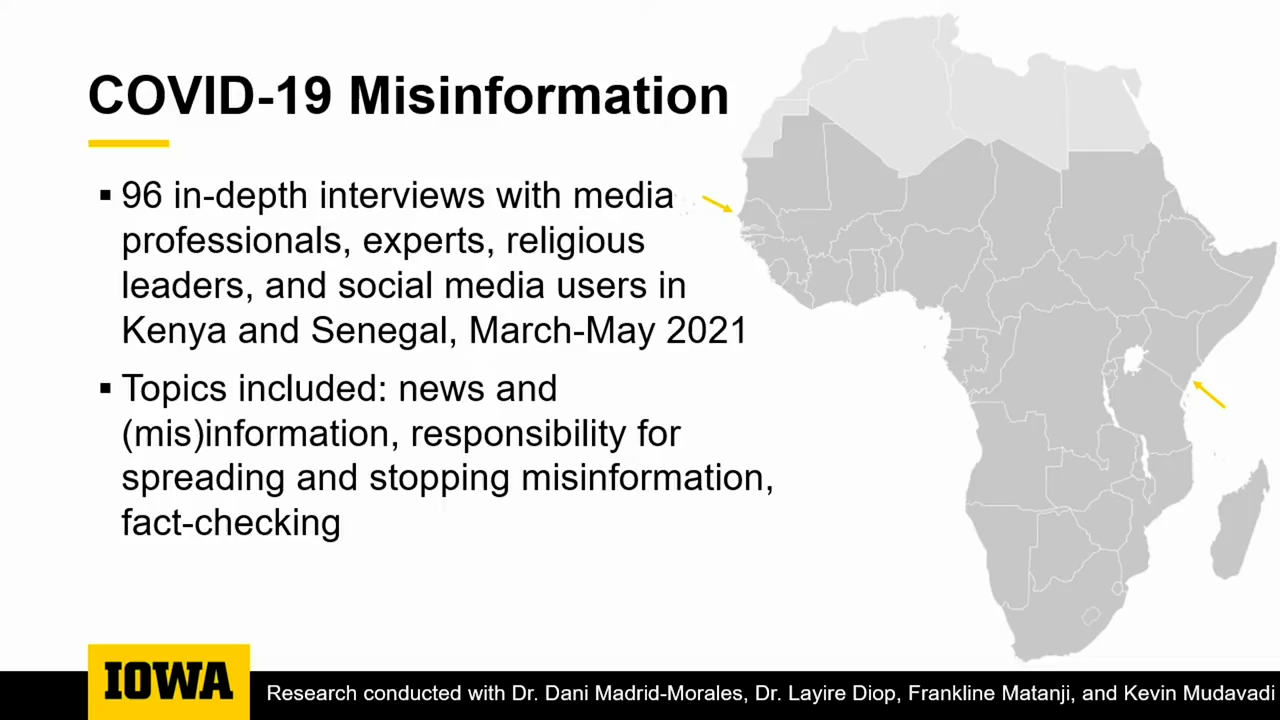 COVID-19 Misinformation
▪ 96 in-depth interviews with media
professionals, experts, religious
leaders, and social media users in
Kenya and Senegal, March-May 2021
▪ Topics included: news and
(mis)information, responsibility for
spreading and stopping misinformation,
fact-checking
IOWA
Research conducted with Dr. Dani Madrid-Morales, Dr. Layire Diop, Frankline Matanji, and Kevin Mudavadi